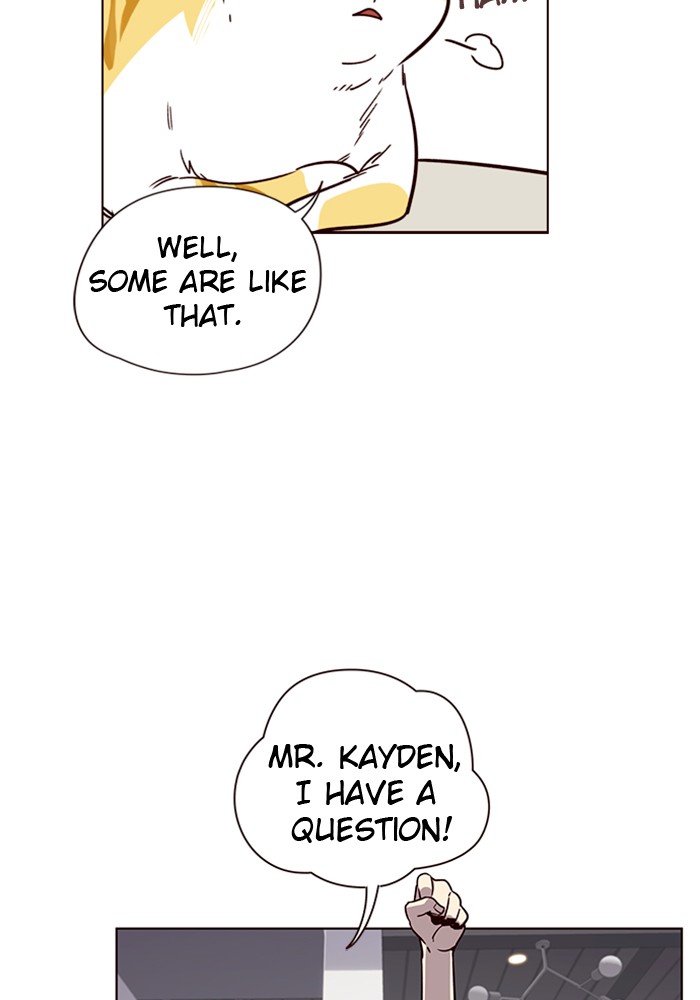 WELL,
SOME ARE LIKE
THAT.
MR. KAYDEN,
I HAVE A
QUESTION!